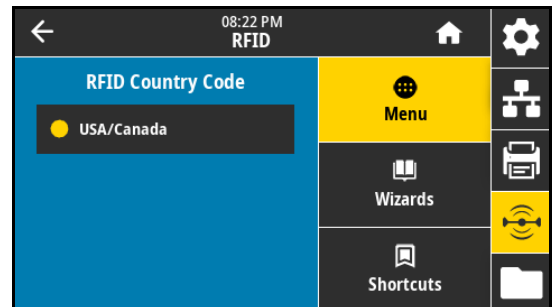 08:22 PM
RFID
RFID Country Code
USA/Canada
Menu
Wizards
Shortcuts